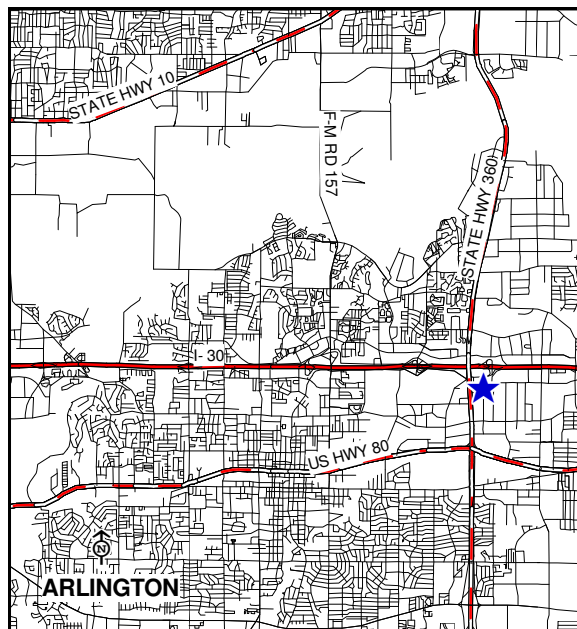 STATE HWY 10
F-M RD 157
STATE HWY 360
I- 30
US HWY 80
N
ARLINGTON